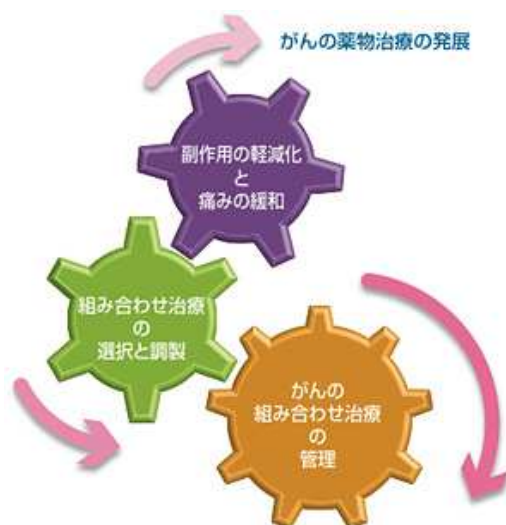 がんの薬物治療の発展
副作用の軽減化
と
痛みの緩和
組み合わせ治療
の
選択と調製
がんの
組み合わせ治療
の
管理